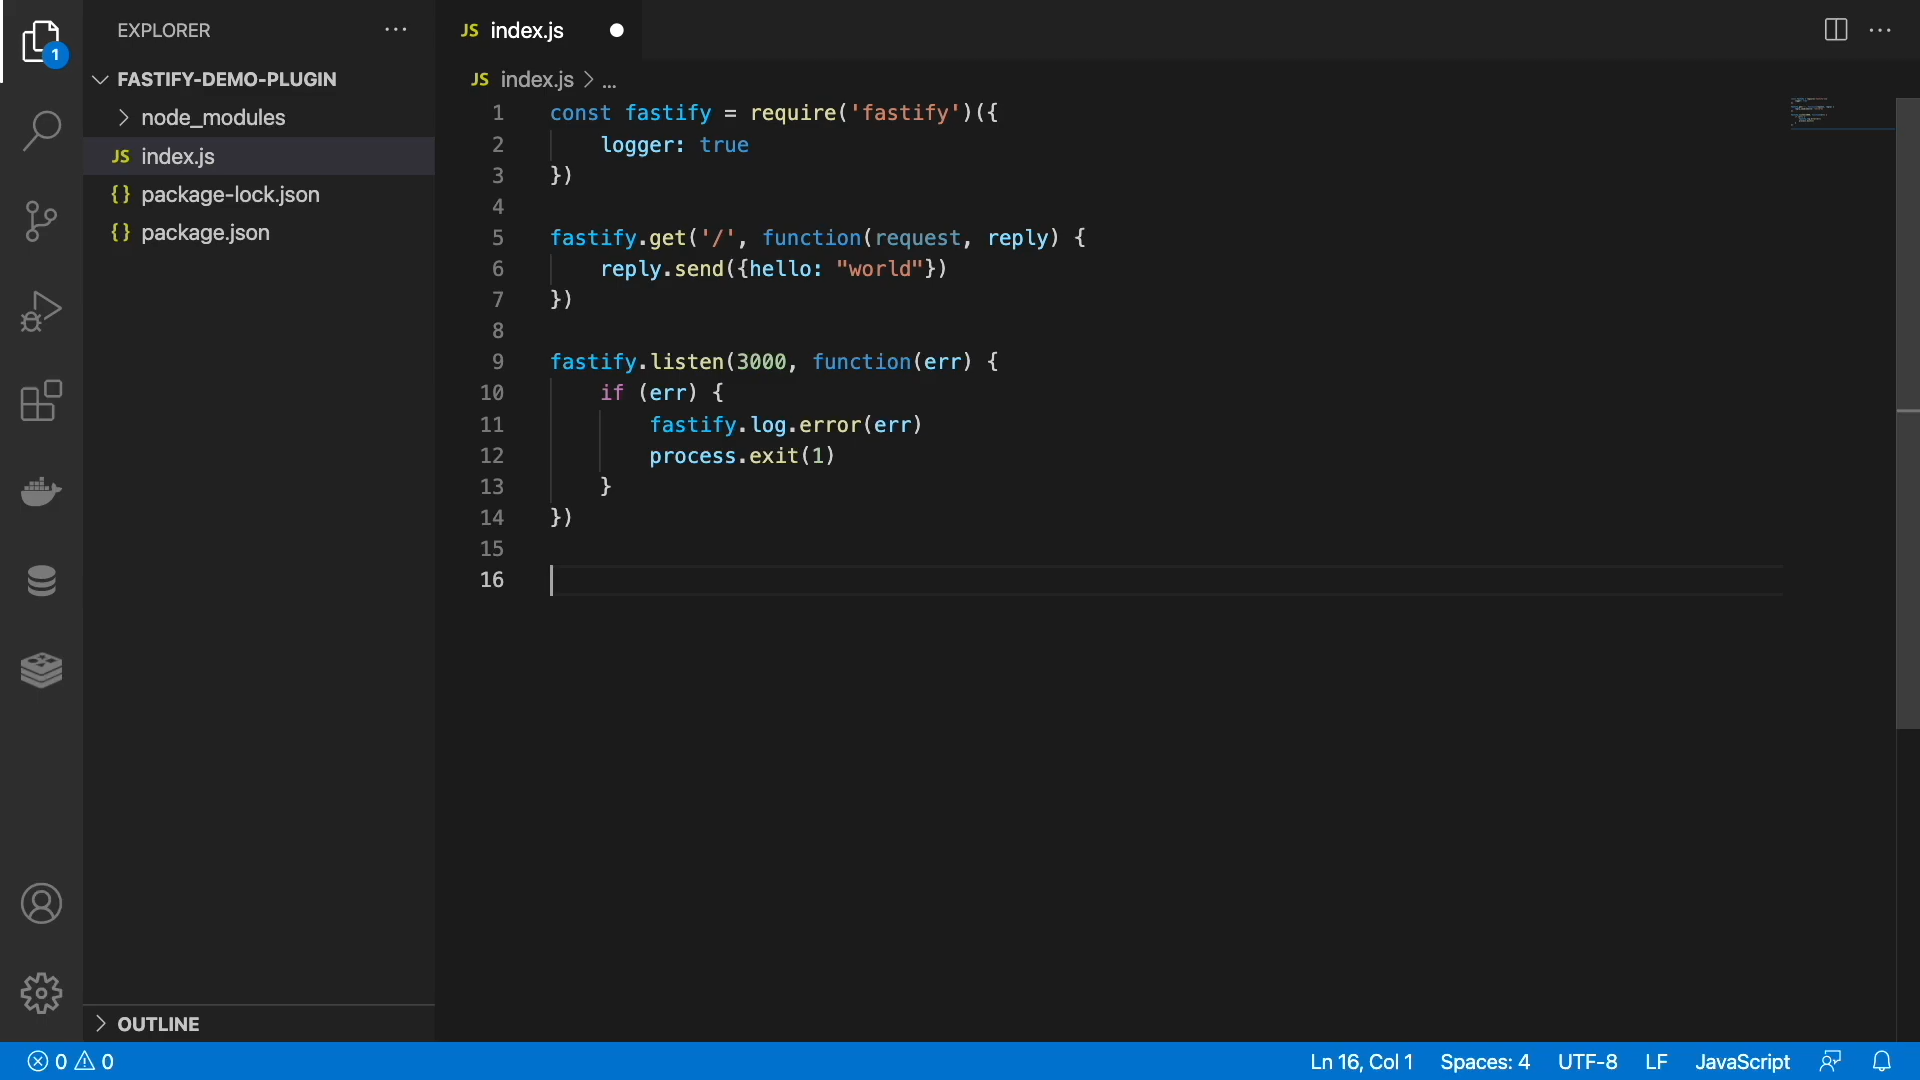 1
EXPLORER
FASTIFY-DEMO-PLUGIN
node_modules
JS index.js
{} package-lock.json
{} package.json
OUTLINE
JS index.js
JS index.js > ...
1 const fastify = require('fastify')({
2     logger: true
3 })
4
5 fastify.get('/', function(request, reply) {
6     reply.send({hello: "world"})
7 })
8
9 fastify.listen(3000, function(err) {
10     if (err) {
11         fastify.log.error(err)
12         process.exit(1)
13     }
14 })
15
16
0 0
Ln 16, Col 1 Spaces: 4 UTF-8 LF JavaScript